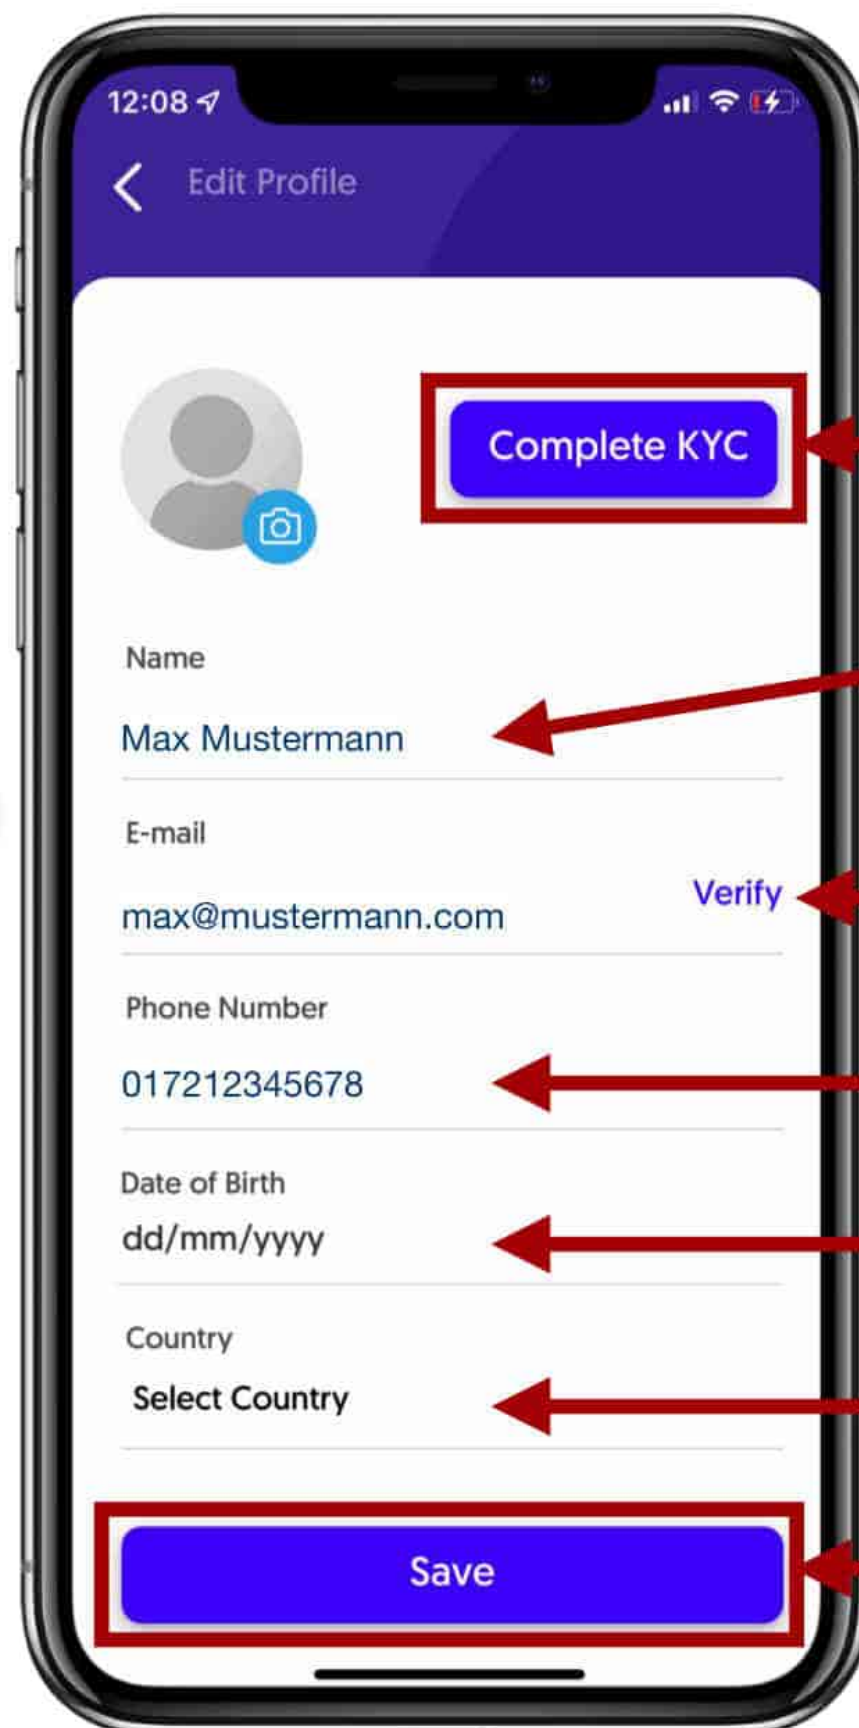 12:08
Edit Profile
Complete KYC
Name
Max Mustermann
E-mail
max@mustermann.com
Verify
Phone Number
017212345678
Date of Birth
dd/mm/yyyy
Country
Select Country
Save